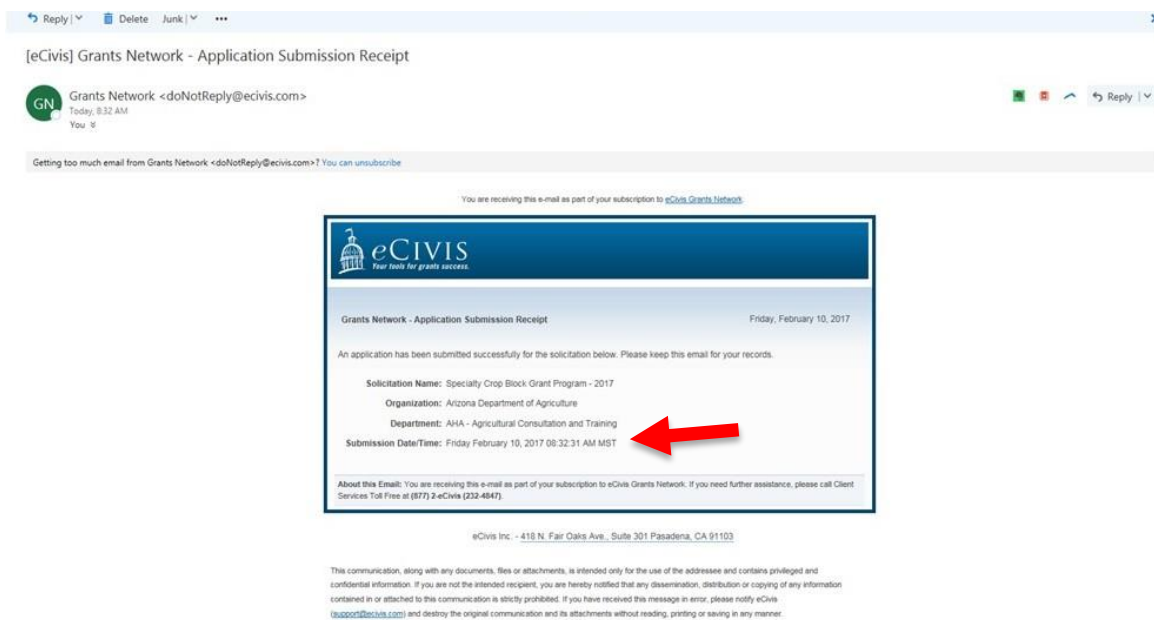 Reply | Delete Junk | •••
[eCivis] Grants Network - Application Submission Receipt
GN
Grants Network <doNotReply@ecivis.com>
Today, 8:32 AM
You
Reply |
Getting too much email from Grants Network <doNotReply@ecivis.com>? You can unsubscribe
You are receiving this e-mail as part of your subscription to eCivis Grants Network.
eCIVIS
Your tools for grants success.
Grants Network - Application Submission Receipt Friday, February 10, 2017
An application has been submitted successfully for the solicitation below. Please keep this email for your records.
Solicitation Name: Specialty Crop Block Grant Program - 2017
Organization: Arizona Department of Agriculture
Department: AHA - Agricultural Consultation and Training
Submission Date/Time: Friday February 10, 2017 08:32:31 AM MST
About this Email: You are receiving this e-mail as part of your subscription to eCivis Grants Network. If you need further assistance, please call Client
Services Toll Free at (877) 2-eCivis (232-4847).
eCivis Inc. - 418 N. Fair Oaks Ave., Suite 301 Pasadena, CA 91103
This communication, along with any documents, files or attachments, is intended only for the use of the addressee and contains privileged and
confidential information. If you are not the intended recipient, you are hereby notified that any dissemination, distribution or copying of any information
contained in or attached to this communication is strictly prohibited. If you have received this message in error, please notify eCivis
(support@ecivis.com) and destroy the original communication and its attachments without reading, printing or saving in any manner.